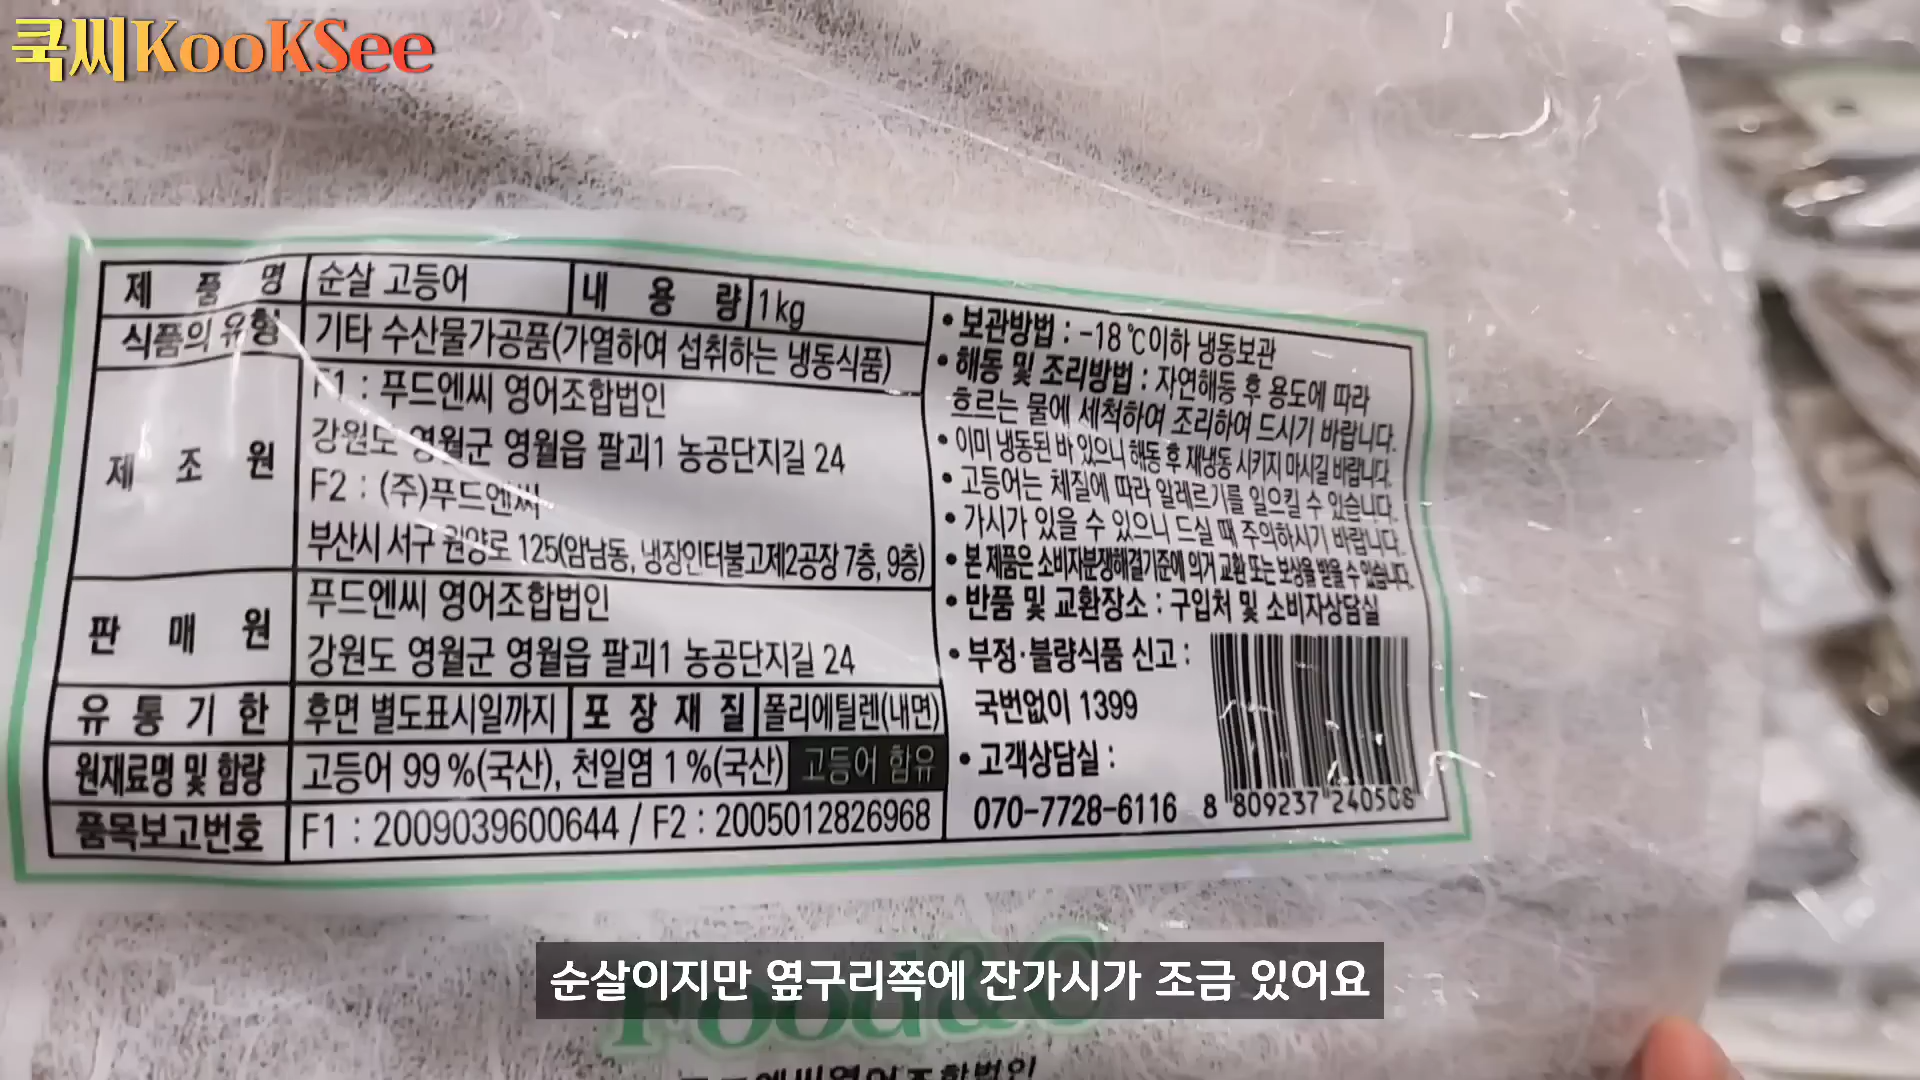 쿡씨KooKSee
제 품 명 순살 고등어 내 용 량 1kg
식품의 유형 기타 수산물가공품(가열하여 섭취하는 냉동식품)
제 조 원
F1 : 푸드엔씨 영어조합법인
강원도 영월군 영월읍 팔괴1 농공단지길 24
F2 : (주)푸드엔씨
부산시 서구 원양로 125(암남동, 냉장인터불고제2공장 7층, 9층)
판 매 원
푸드엔씨 영어조합법인
강원도 영월군 영월읍 팔괴1 농공단지길 24
유 통 기 한 후면 별도표시일까지 포 장 재 질 폴리에틸렌(내면)
원재료명 및 함량 고등어 99 %(국산), 천일염 1 %(국산) 고등어 함유
품목보고번호 F1 : 2009039600644 / F2 : 2005012826968
• 보관방법 : -18 ℃이하 냉동보관
• 해동 및 조리방법 : 자연해동 후 용도에 따라
흐르는 물에 세척하여 조리하여 드시기 바랍니다.
• 이미 냉동된 바 있으니 해동 후 재냉동 시키지 마시길 바랍니다.
• 고등어는 체질에 따라 알레르기를 일으킬 수 있습니다.
• 가시가 있을 수 있으니 드실 때 주의하시기 바랍니다.
• 본 제품은 소비자분쟁해결기준에 의거 교환 또는 보상을 받을 수 있습니다.
• 반품 및 교환장소 : 구입처 및 소비자상담실
• 부정·불량식품 신고 :
국번없이 1399
• 고객상담실 :
070-7728-6116
8 809237 240508
순살이지만 옆구리쪽에 잔가시가 조금 있어요
Food&C
푸드엔씨영어조합법인